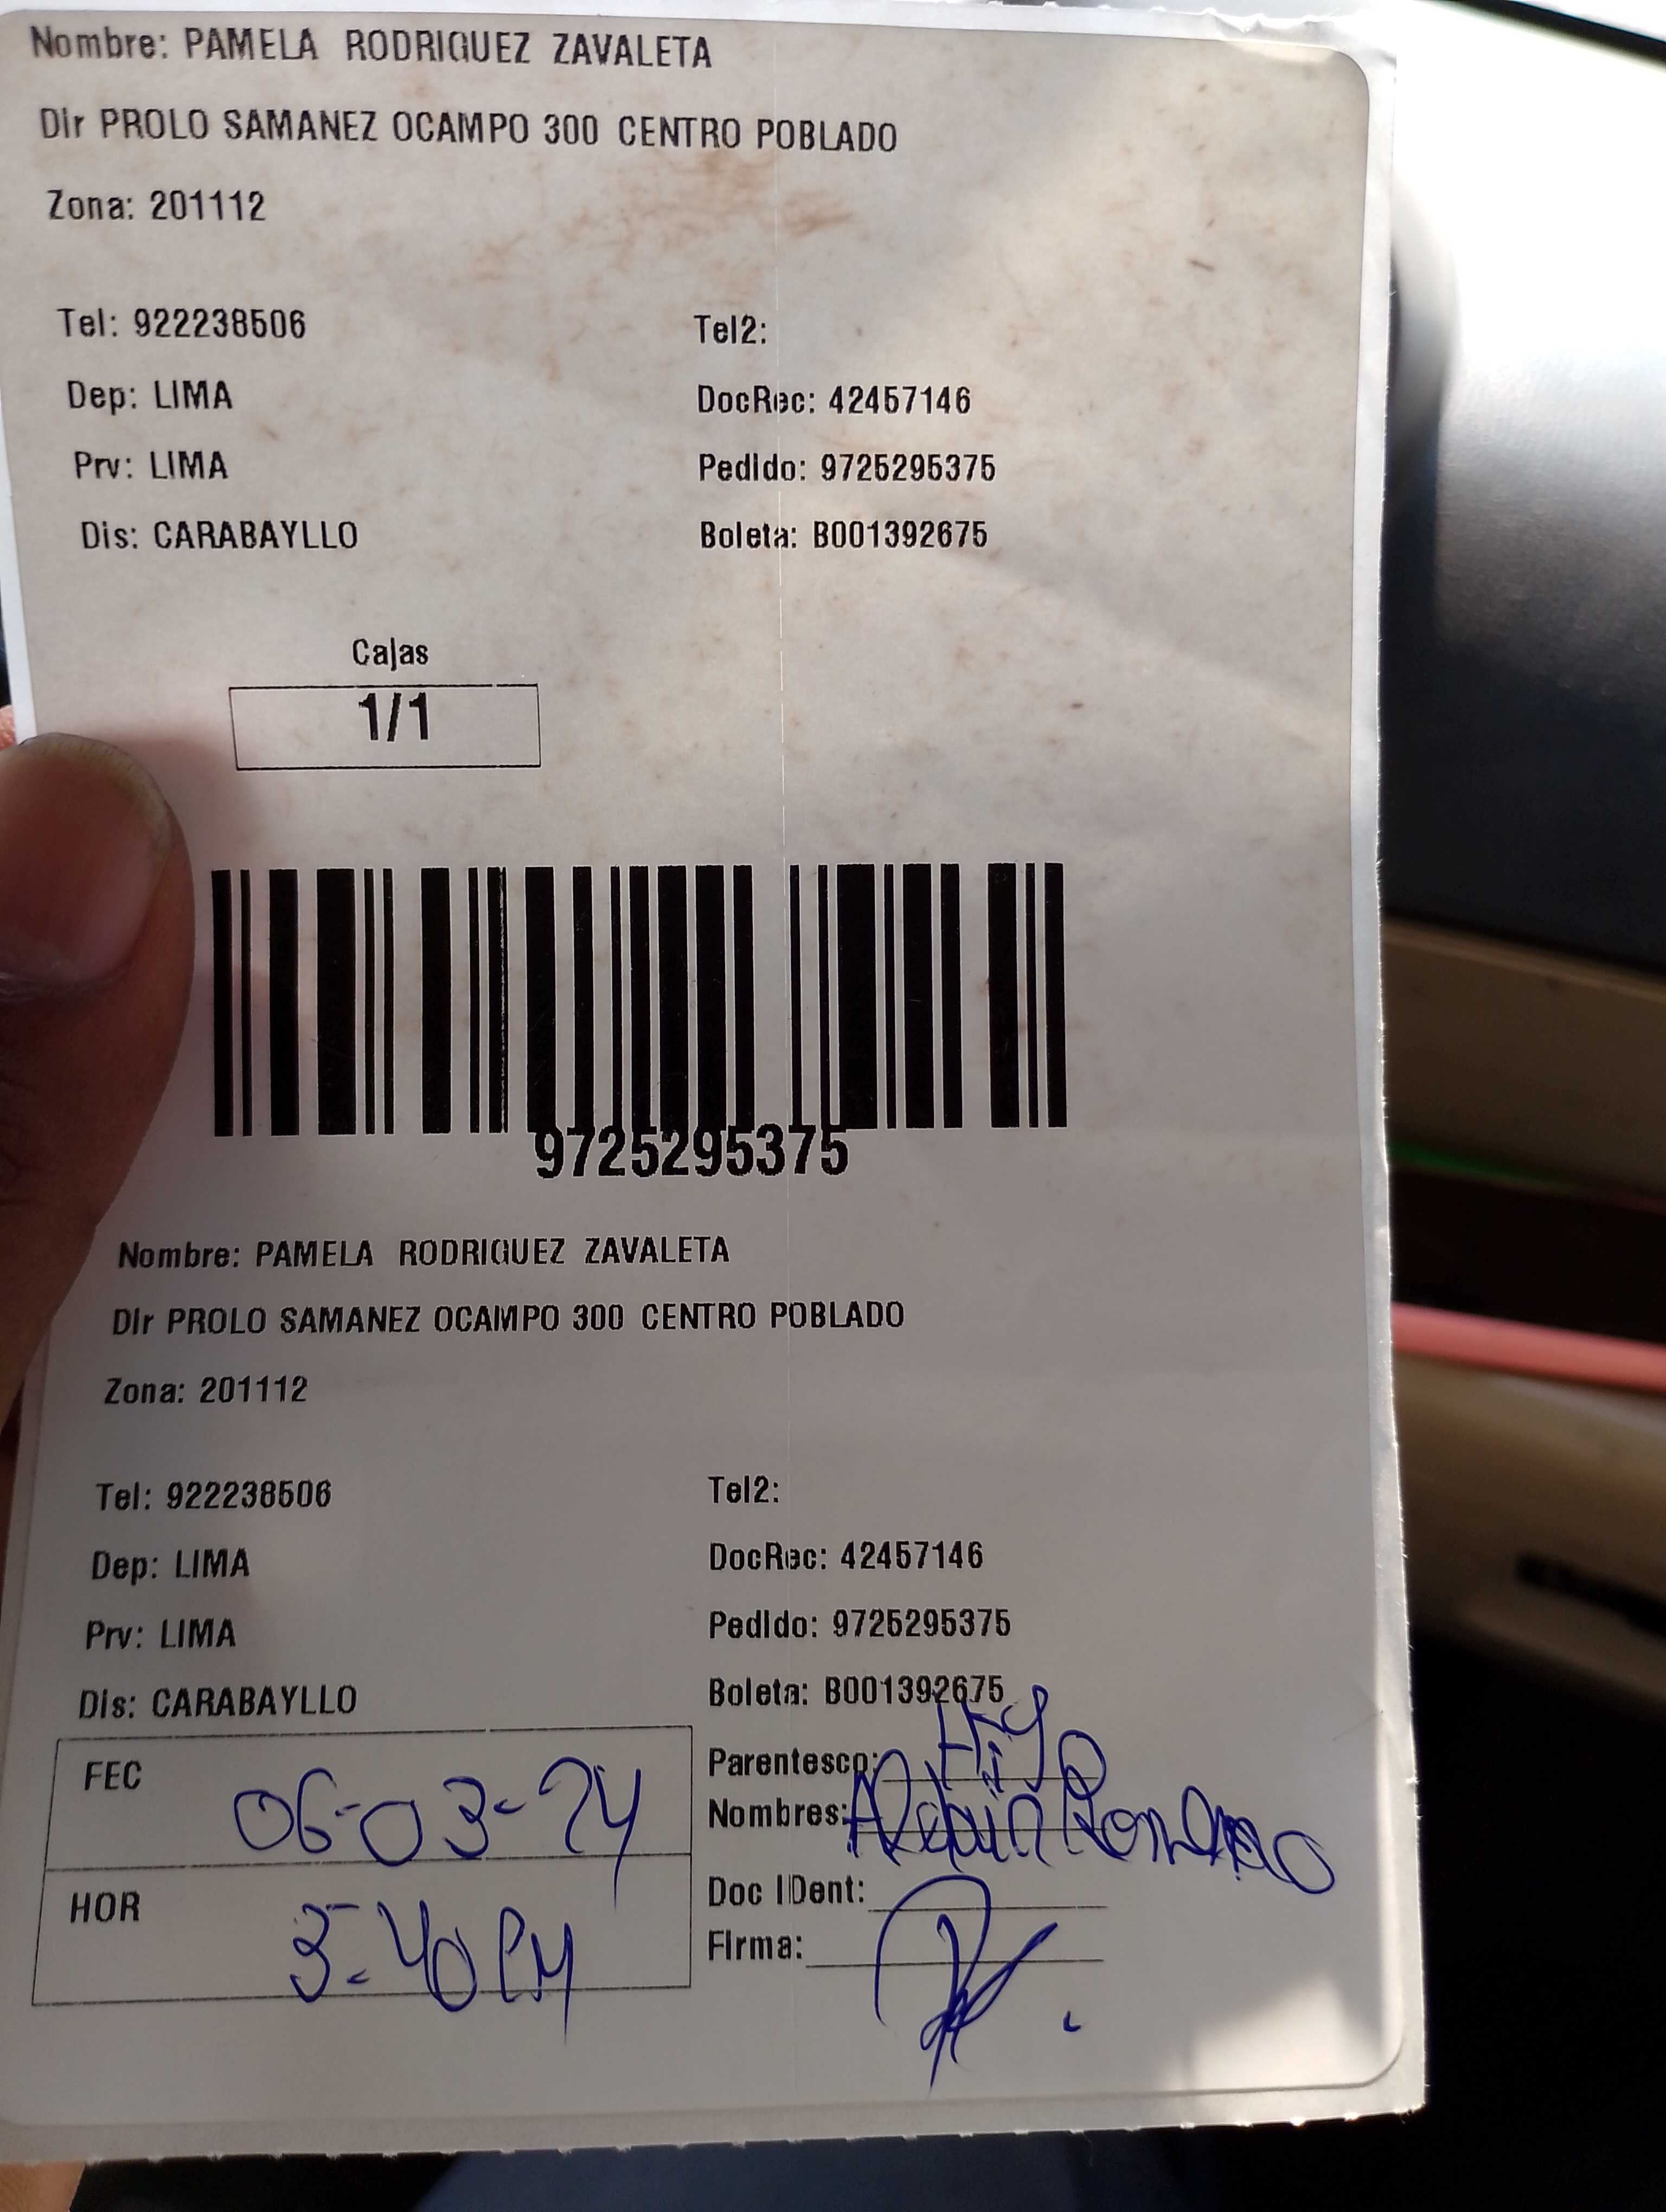 Nombre: PAMELA RODRIGUEZ ZAVALETA
Dir PROLO SAMANEZ OCAMPO 300 CENTRO POBLADO
Zona: 201112
Tel: 922238506 Tel2:
Dep: LIMA DocRec: 42457146
Prv: LIMA Pedido: 9725295375
Dis: CARABAYLLO Boleta: B001392675
Cajas
1/1
9725295375
Nombre: PAMELA RODRIGUEZ ZAVALETA
Dir PROLO SAMANEZ OCAMPO 300 CENTRO POBLADO
Zona: 201112
Tel: 922238506 Tel2:
Dep: LIMA DocRec: 42457146
Prv: LIMA Pedido: 9725295375
Dis: CARABAYLLO Boleta: B001392675
FEC 06-03-24 Parentesco:
Nombres:
HOR 3-40 PM Doc IDent:
Firma: